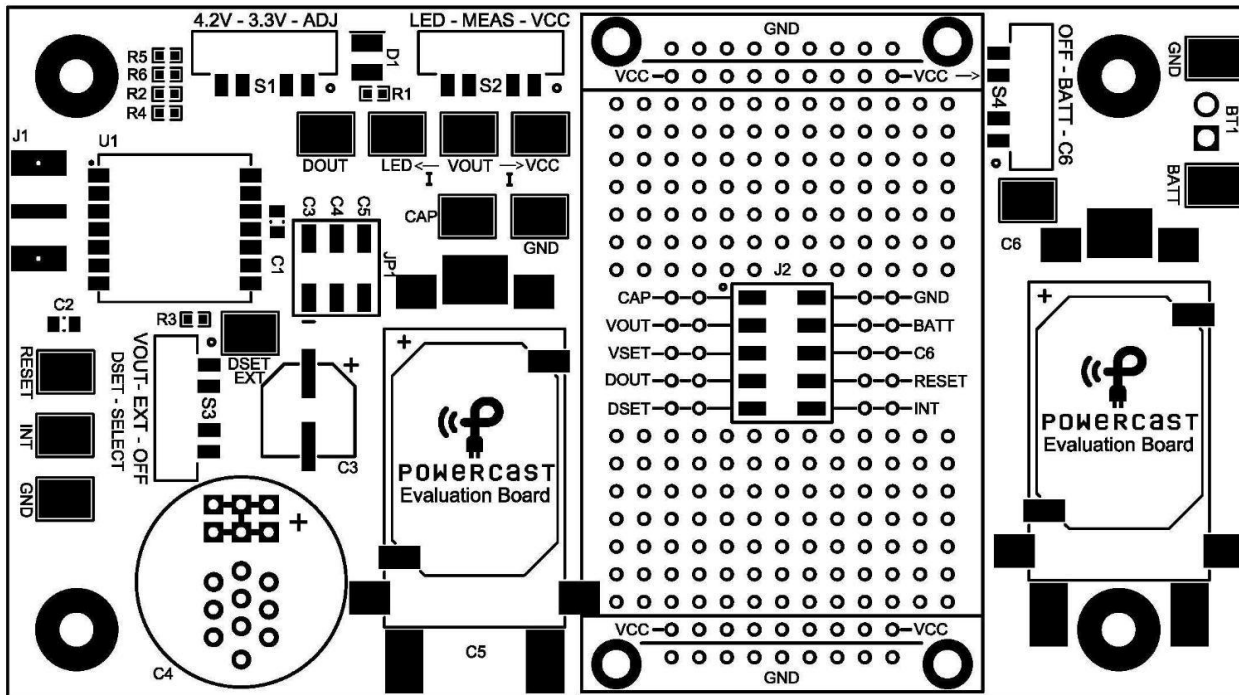 4.2V - 3.3V - ADJ
LED - MEAS - VCC
GND
OFF - BATT - C6
GND
R5
R6
R2
R4
S1
D1
R1
S2
VCC
VCC
S4
BT1
J1
U1
DOUT
LED
VOUT
VCC
I
I
BATT
C3
C4
C5
CAP
GND
C6
C1
JP1
J2
C2
R3
CAP
GND
VOUT
BATT
VSET
C6
DOUT
RESET
DSET
INT
RESET
VOUT- EXT - OFF
DSET - SELECT
S3
DSET
EXT
INT
C3
GND
POWERCAST
Evaluation Board
POWERCAST
Evaluation Board
C4
C5
VCC
VCC
GND